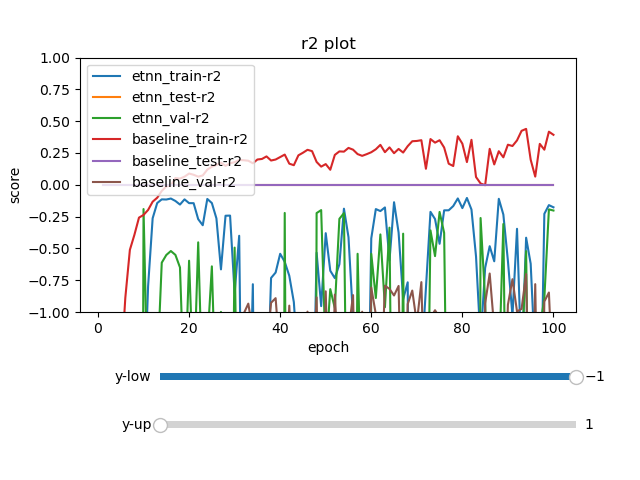 r2 plot
1.00
0.75
0.50
0.25
0.00
−0.25
−0.50
−0.75
−1.00
score
etnn_train-r2
etnn_test-r2
etnn_val-r2
baseline_train-r2
baseline_test-r2
baseline_val-r2
0 20 40 60 80 100
epoch
y-low −1
y-up 1